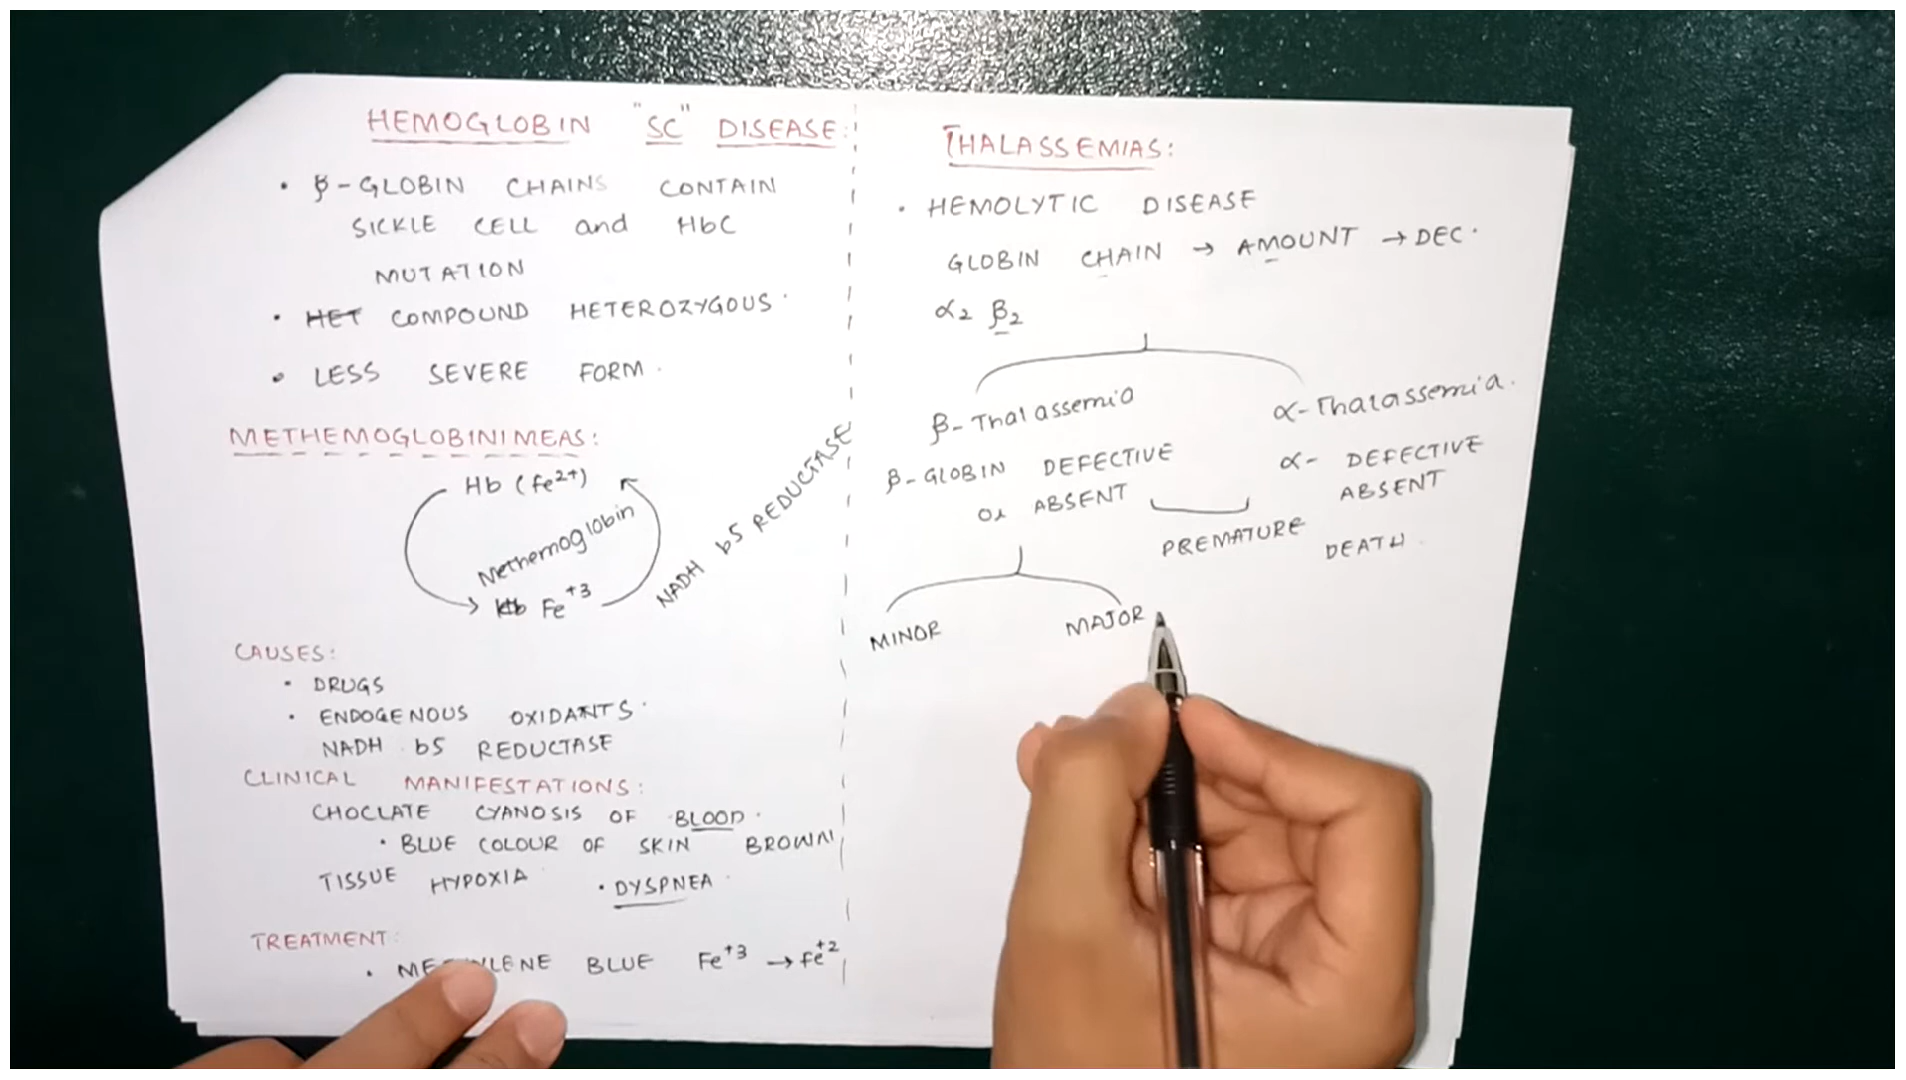 HEMOGLOBIN "SC" DISEASE:
• β-GLOBIN CHAINS CONTAIN
SICKLE CELL and HbC
MUTATION
• HET COMPOUND HETEROZYGOUS.
• LESS SEVERE FORM.
METHEMOGLOBINIMEAS:
Hb (Fe2+)
Methemoglobin
Fe+3
NADH b5 REDUCTASE
CAUSES:
• DRUGS
• ENDOGENOUS OXIDANTS.
NADH b5 REDUCTASE
CLINICAL MANIFESTATIONS:
CHOCLATE CYANOSIS OF BLOOD.
• BLUE COLOUR OF SKIN BROWN
TISSUE HYPOXIA • DYSPNEA.
TREATMENT:
• BLUE Fe+3 → Fe+2
THALASSEMIAS:
• HEMOLYTIC DISEASE
GLOBIN CHAIN → AMOUNT → DEC.
α2 β2
β-Thalassemia
α-Thalassemia.
β-GLOBIN DEFECTIVE
or ABSENT
α- DEFECTIVE
ABSENT
PREMATURE DEATH.
MINOR
MAJOR